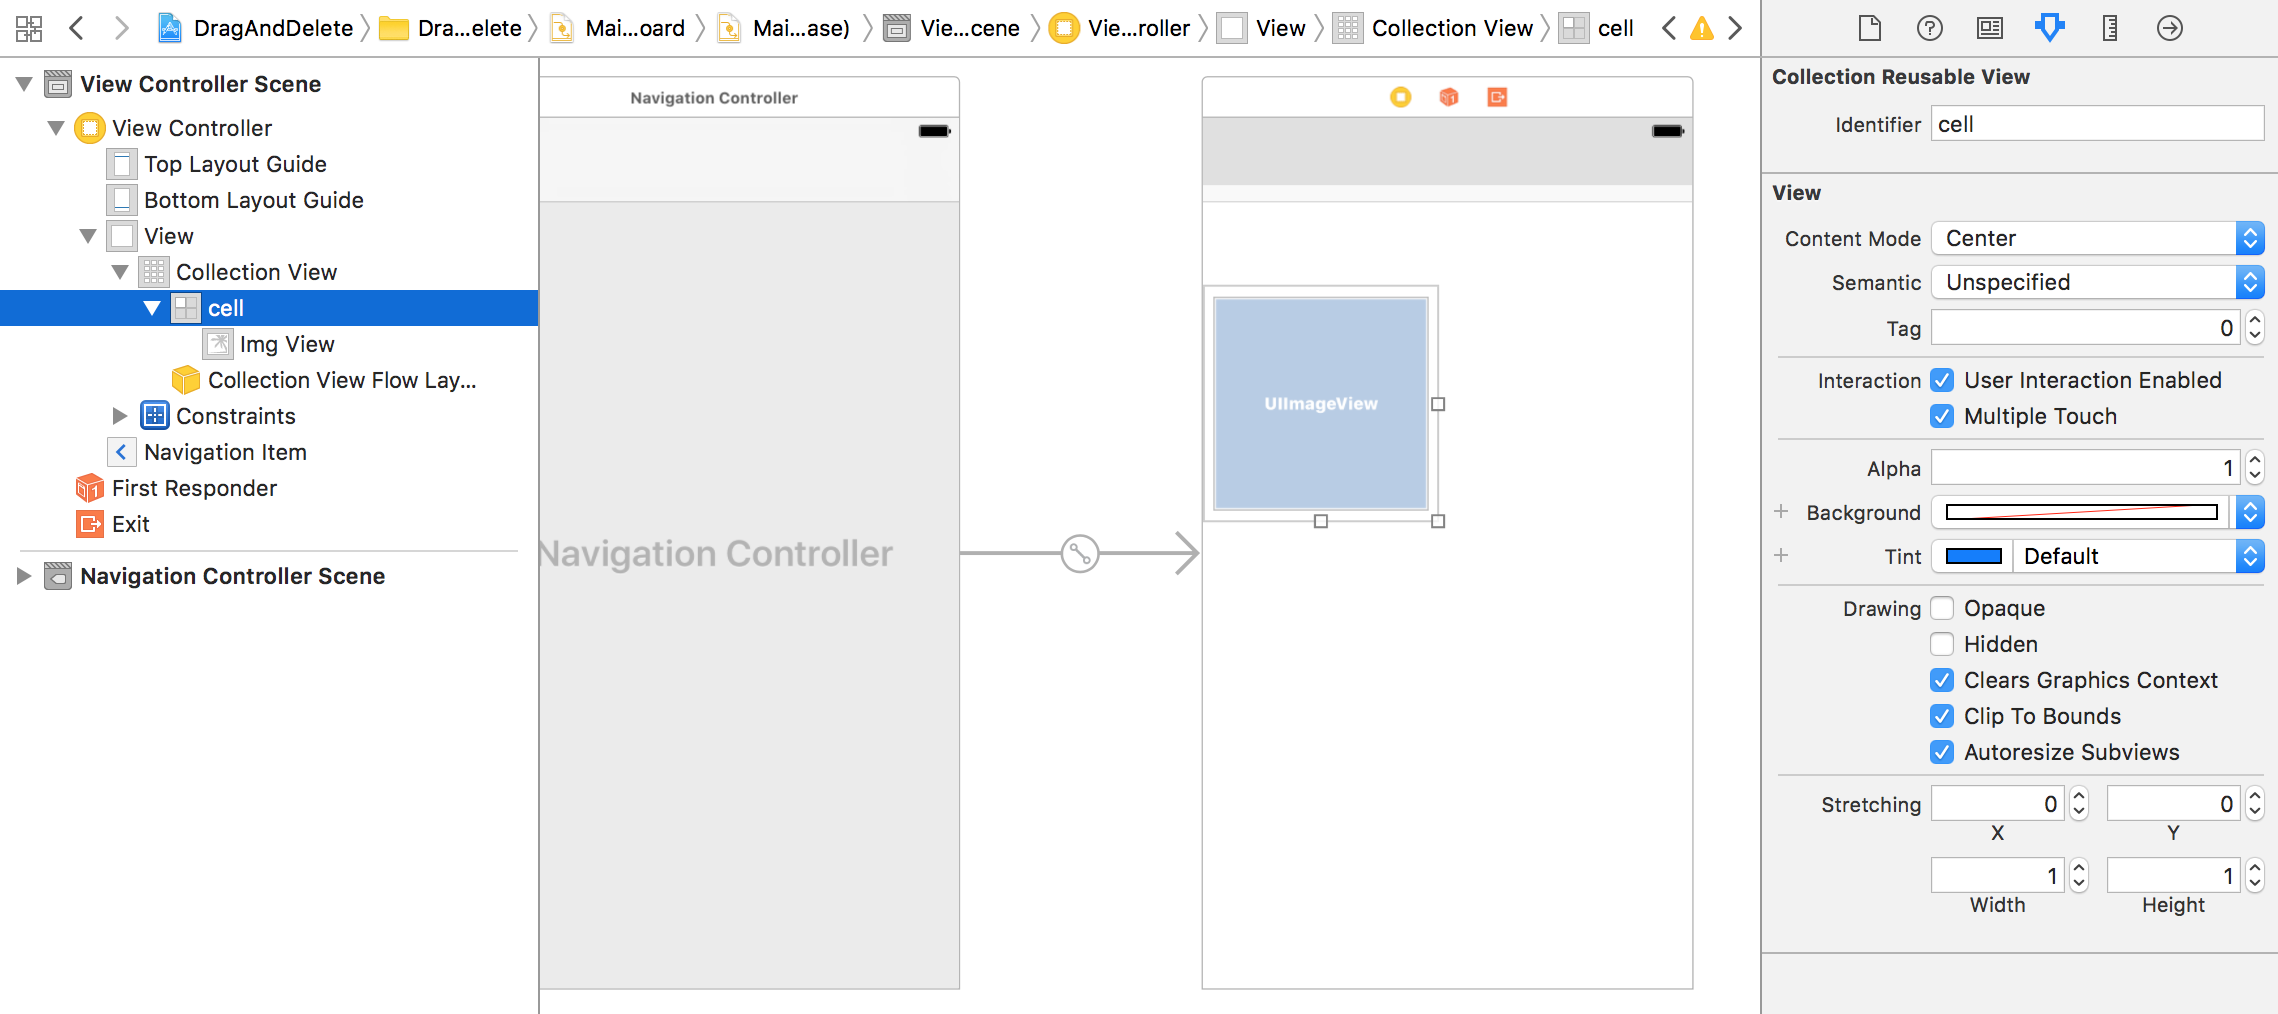 DragAndDelete Dra...elete Mai...oard Mai...ase) Vie...cene Vie...roller View Collection View cell
View Controller Scene
View Controller
Top Layout Guide
Bottom Layout Guide
View
Collection View
cell
Img View
Collection View Flow Lay...
Constraints
Navigation Item
First Responder
Exit
Navigation Controller Scene
Navigation Controller
Navigation Controller
UIImageView
Collection Reusable View
Identifier cell
View
Content Mode Center
Semantic Unspecified
Tag 0
Interaction User Interaction Enabled
Multiple Touch
Alpha 1
Background
Tint Default
Drawing Opaque
Hidden
Clears Graphics Context
Clip To Bounds
Autoresize Subviews
Stretching 0 0
X Y
1 1
Width Height